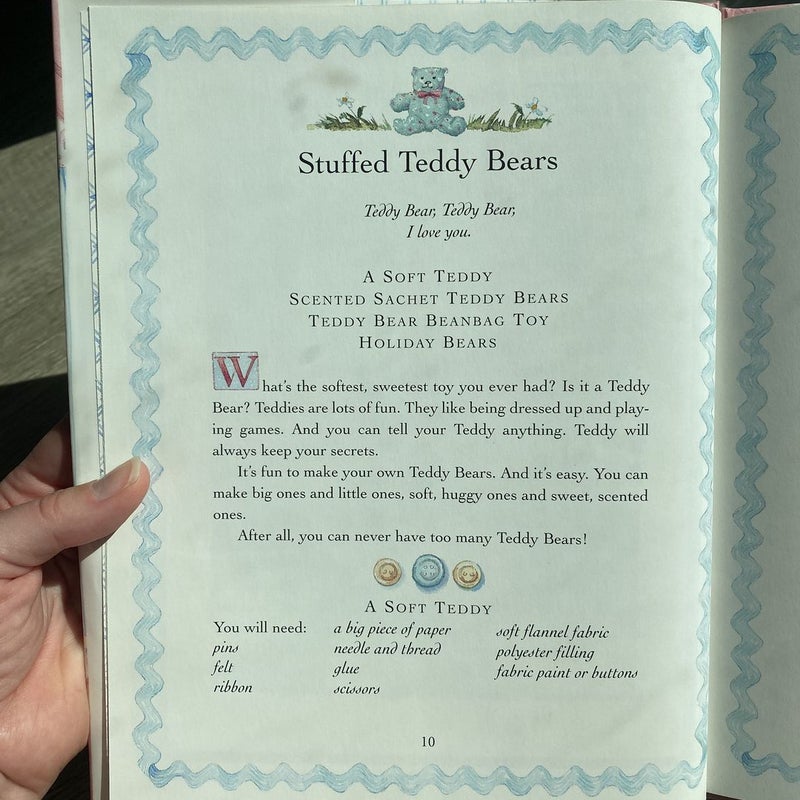 Stuffed Teddy Bears
Teddy Bear, Teddy Bear,
I love you.
A SOFT TEDDY
SCENTED SACHET TEDDY BEARS
TEDDY BEAR BEANBAG TOY
HOLIDAY BEARS
What's the softest, sweetest toy you ever had? Is it a Teddy
Bear? Teddies are lots of fun. They like being dressed up and play-
ing games. And you can tell your Teddy anything. Teddy will
always keep your secrets.
It's fun to make your own Teddy Bears. And it's easy. You can
make big ones and little ones, soft, huggy ones and sweet, scented
ones.
After all, you can never have too many Teddy Bears!
A SOFT TEDDY
You will need: a big piece of paper soft flannel fabric
pins needle and thread polyester filling
felt glue fabric paint or buttons
ribbon scissors
10